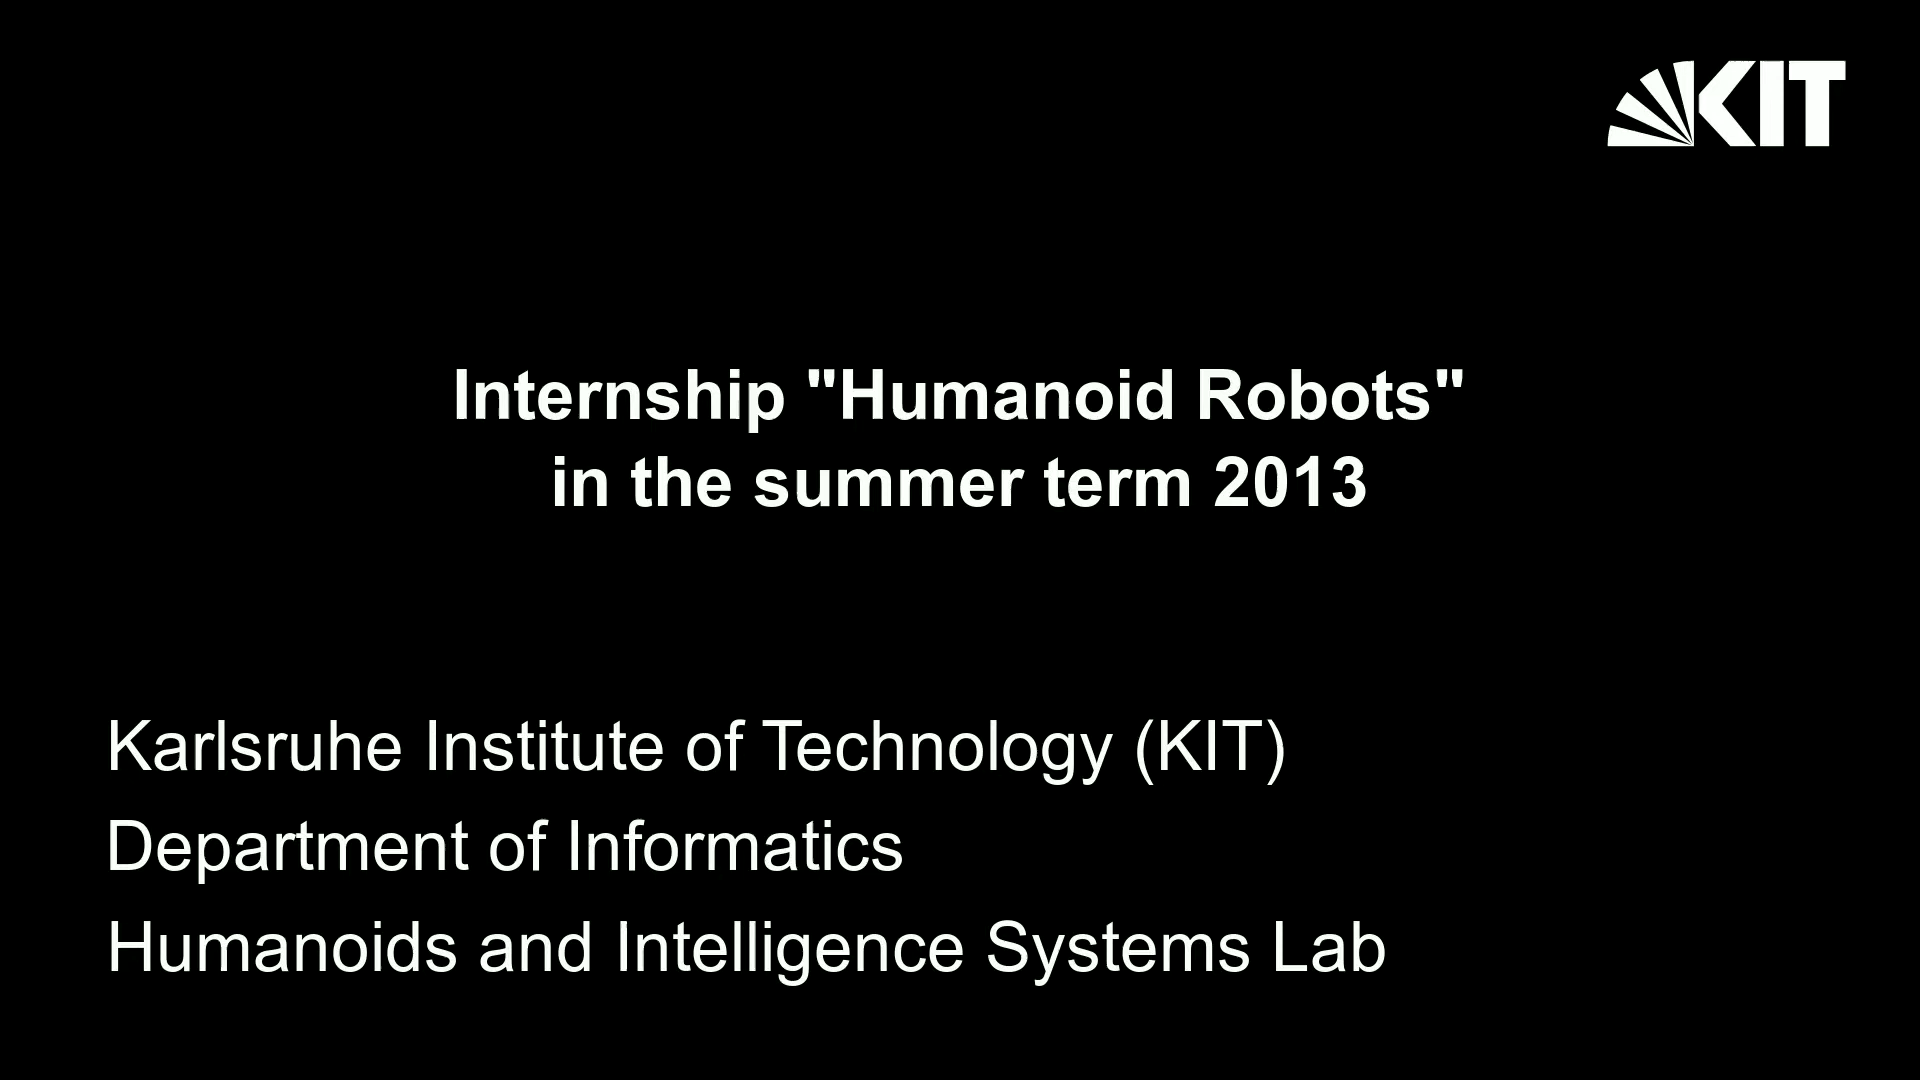 KIT
Internship "Humanoid Robots"
in the summer term 2013
Karlsruhe Institute of Technology (KIT)
Department of Informatics
Humanoids and Intelligence Systems Lab